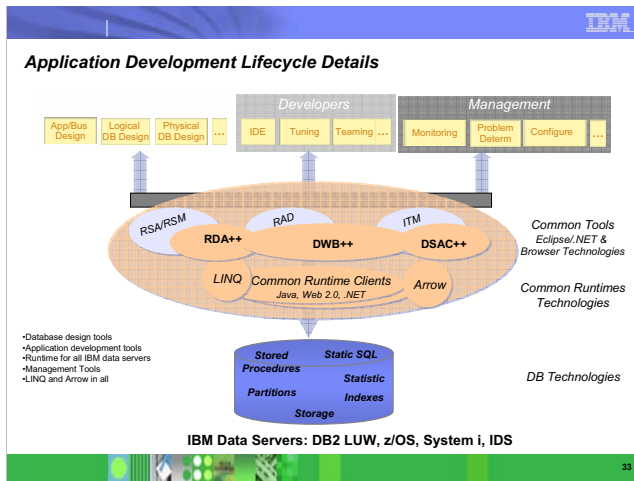 IBM
Application Development Lifecycle Details
Developers
Management
App/Bus
Design
Logical
DB Design
Physical
DB Design
...
IDE
Tuning
Teaming
...
Monitoring
Problem
Determ
Configure
...
RSA/RSM
RAD
ITM
RDA++
DWB++
DSAC++
Common Tools
Eclipse/.NET &
Browser Technologies
LINQ
Common Runtime Clients
Java, Web 2.0, .NET
Arrow
Common Runtimes
Technologies
•Database design tools
•Application development tools
•Runtime for all IBM data servers
•Management Tools
•LINQ and Arrow in all
Stored
Procedures
Static SQL
Statistic
Partitions
Indexes
Storage
DB Technologies
IBM Data Servers: DB2 LUW, z/OS, System i, IDS
33